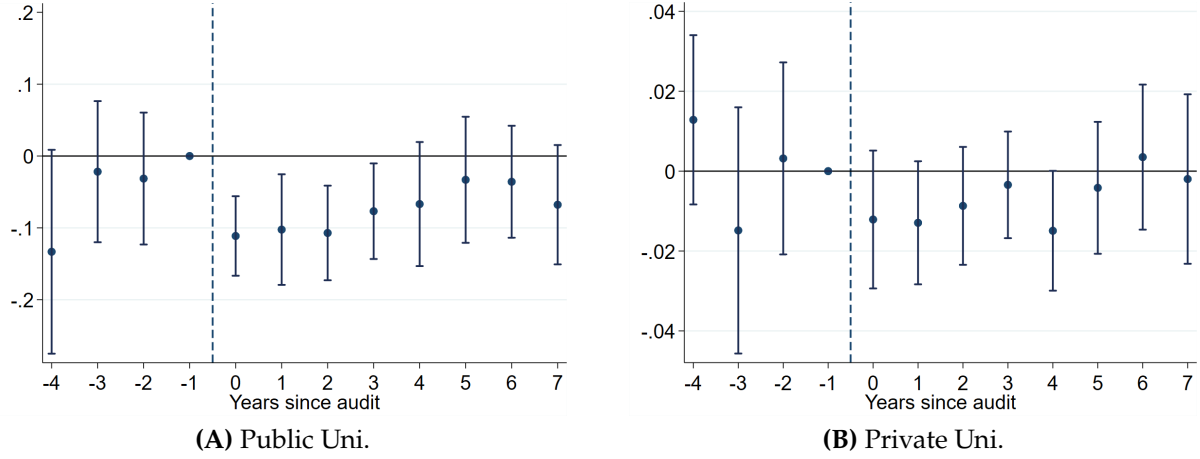 .2
.1
0
-.1
-.2
-4 -3 -2 -1 0 1 2 3 4 5 6 7
Years since audit
(A) Public Uni.
.04
.02
0
-.02
-.04
-4 -3 -2 -1 0 1 2 3 4 5 6 7
Years since audit
(B) Private Uni.